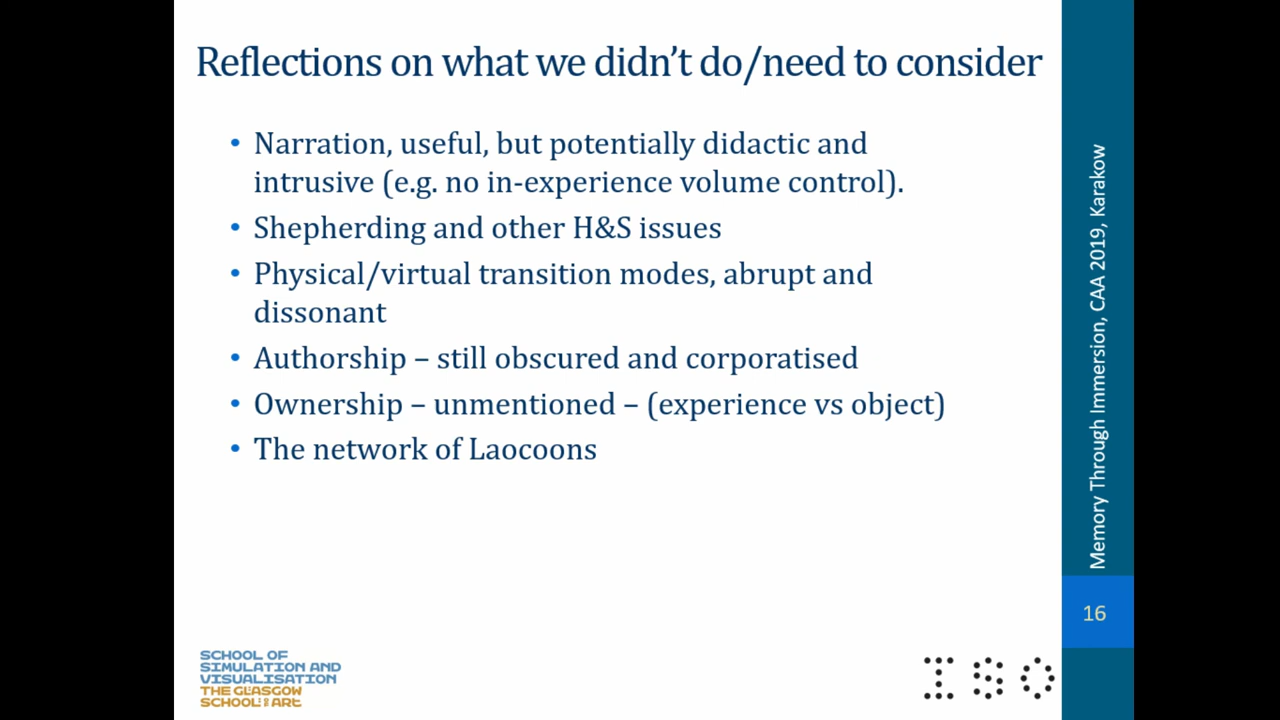 Reflections on what we didn't do/need to consider
• Narration, useful, but potentially didactic and
intrusive (e.g. no in-experience volume control).
• Shepherding and other H&S issues
• Physical/virtual transition modes, abrupt and
dissonant
• Authorship – still obscured and corporatised
• Ownership – unmentioned – (experience vs object)
• The network of Laocoons
Memory Through Immersion, CAA 2019, Karakow
16
SCHOOL OF
SIMULATION AND
VISUALISATION
THE GLASGOW
SCHOOL OF ART
ISO